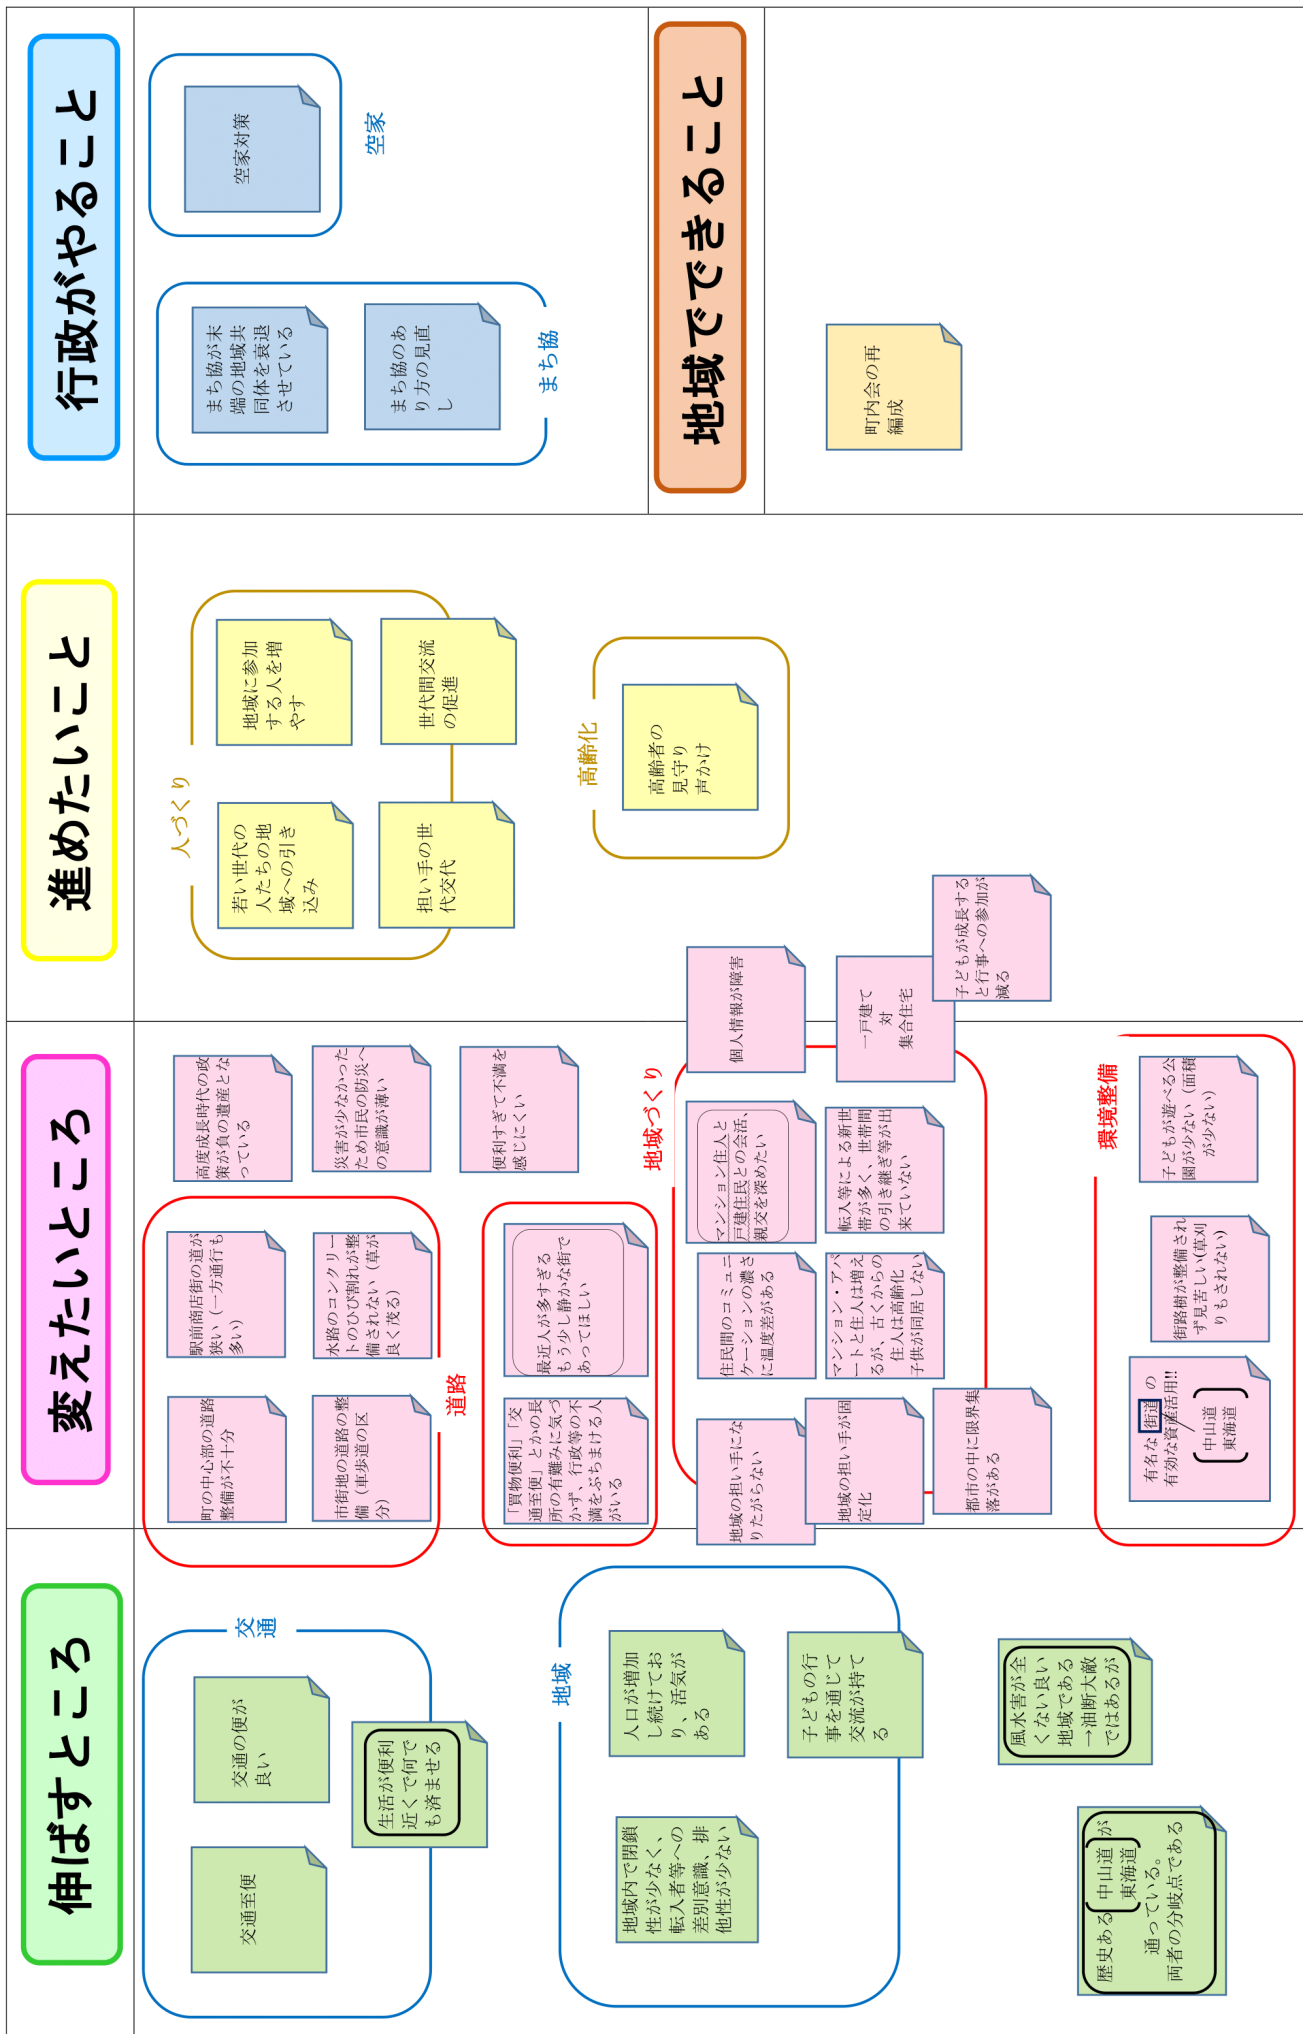 伸ばすところ
交通
交通至便
交通の便が
良い
生活が便利
近くで何で
も済ませる
地域
地域内で閉鎖
性が少なく、
転入者等への
差別意識、排
他性が少ない
人口が増加
し続けてお
り、活気が
ある
子どもの行
事を通じて
交流が持て
る
歴史ある 中山道 が
東海道
通っている。
両者の分岐点である
風水害が全
くない良い
地域である
→油断大敵
ではあるが
変えたいところ
町の中心部の道路
整備が不十分
駅前商店街の道が
狭い（一方通行も
多い）
市街地の道路の整
備（車歩道の区
分）
水路のコンクリー
トのひび割れが整
備されない（草が
良く茂る）
道路
高度成長時代の政
策が負の遺産とな
っている
災害が少なかった
ため市民の防災へ
の意識が薄い
便利すぎて不満を
感じにくい
「買物便利」「交
通至便」とかの長
所の有難みに気づ
かず、行政等の不
満をぶちまける人
がいる
最近人が多すぎる
もう少し静かな街で
あってほしい
地域づくり
地域の担い手にな
りたがらない
住民間のコミュニ
ケーションの濃さ
に温度差がある
マンション住人と
戸建住民との会話、
親交を深めたい
個人情報が障害
地域の担い手が固
定化
マンション・アパ
ートと住人は増え
るが、古くからの
住人は高齢化
子供が同居しない
転入等による新世
帯が多く、世帯間
の引き継ぎ等が出
来ていない
一戸建て
対
集合住宅
都市の中に限界集
落がある
子どもが成長する
と行事への参加が
減る
環境整備
有名な 街道 の
有効な資産活用!!
中山道
東海道
街路樹が整備され
ず見苦しい(草刈
りもされない)
子どもが遊べる公
園が少ない（面積
が少ない）
進めたいこと
人づくり
若い世代の
人たちの地
域への引き
込み
地域に参加
する人を増
やす
担い手の世
代交代
世代間交流
の促進
高齢化
高齢者の
見守り
声かけ
行政がやること
まち協が末
端の地域共
同体を衰退
させている
まち協のあ
り方の見直
し
まち協
空家対策
空家
地域でできること
町内会の再
編成